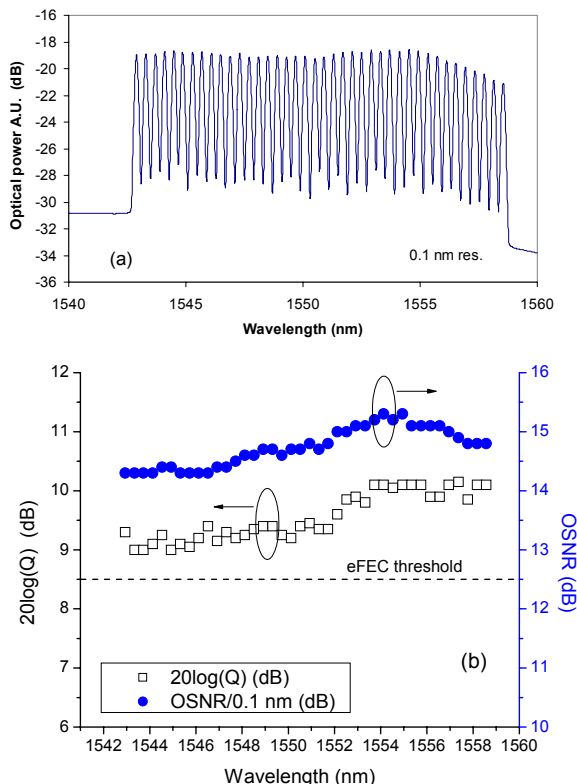 -16
-18
-20
-22
-24
-26
-28
-30
-32
-34
-36
Optical power A.U. (dB)
(a)
0.1 nm res.
1540 1545 1550 1555 1560
Wavelength (nm)
12
11
10
9
8
7
6
20log(Q) (dB)
16
15
14
13
12
11
10
OSNR (dB)
eFEC threshold
(b)
20log(Q) (dB)
OSNR/0.1 nm (dB)
1542 1544 1546 1548 1550 1552 1554 1556 1558 1560
Wavelength (nm)